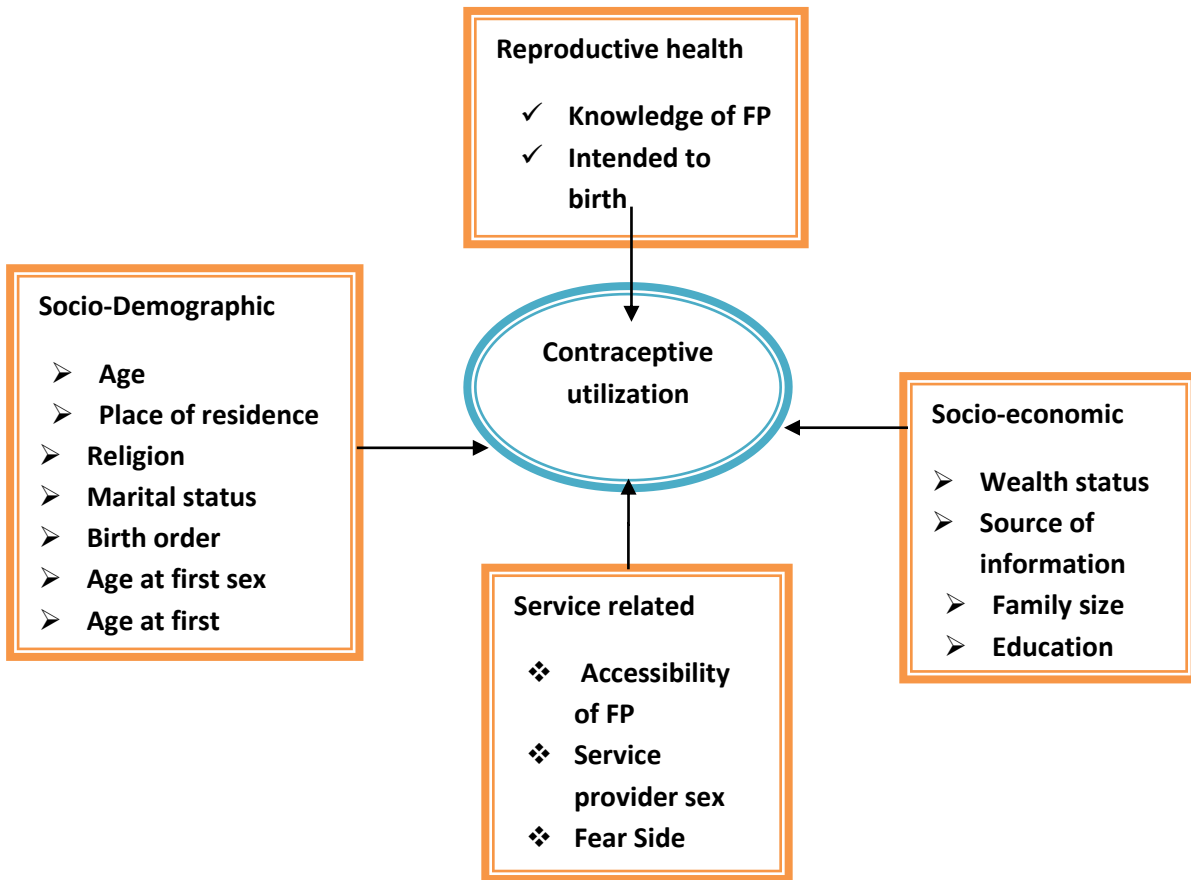 Reproductive health
✓ Knowledge of FP
✓ Intended to
birth
Socio-Demographic
➢ Age
➢ Place of residence
➢ Religion
➢ Marital status
➢ Birth order
➢ Age at first sex
➢ Age at first
Contraceptive
utilization
Socio-economic
➢ Wealth status
➢ Source of
information
➢ Family size
➢ Education
Service related
❖ Accessibility
of FP
❖ Service
provider sex
❖ Fear Side